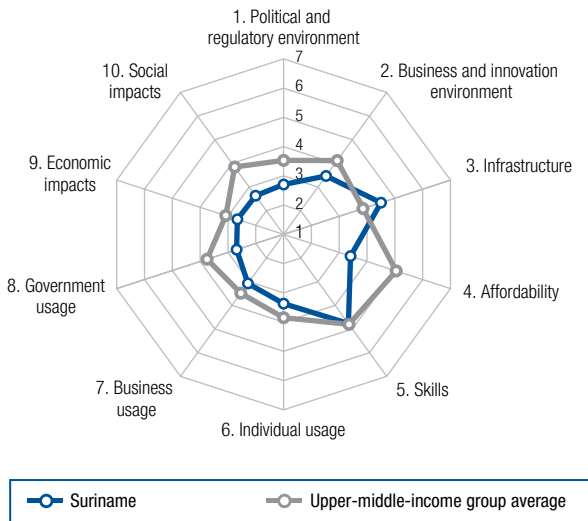 1. Political and
regulatory environment
10. Social
impacts
2. Business and innovation
environment
9. Economic
impacts
3. Infrastructure
8. Government
usage
4. Affordability
7. Business
usage
5. Skills
6. Individual usage
7
6
5
4
3
2
1
Suriname
Upper-middle-income group average